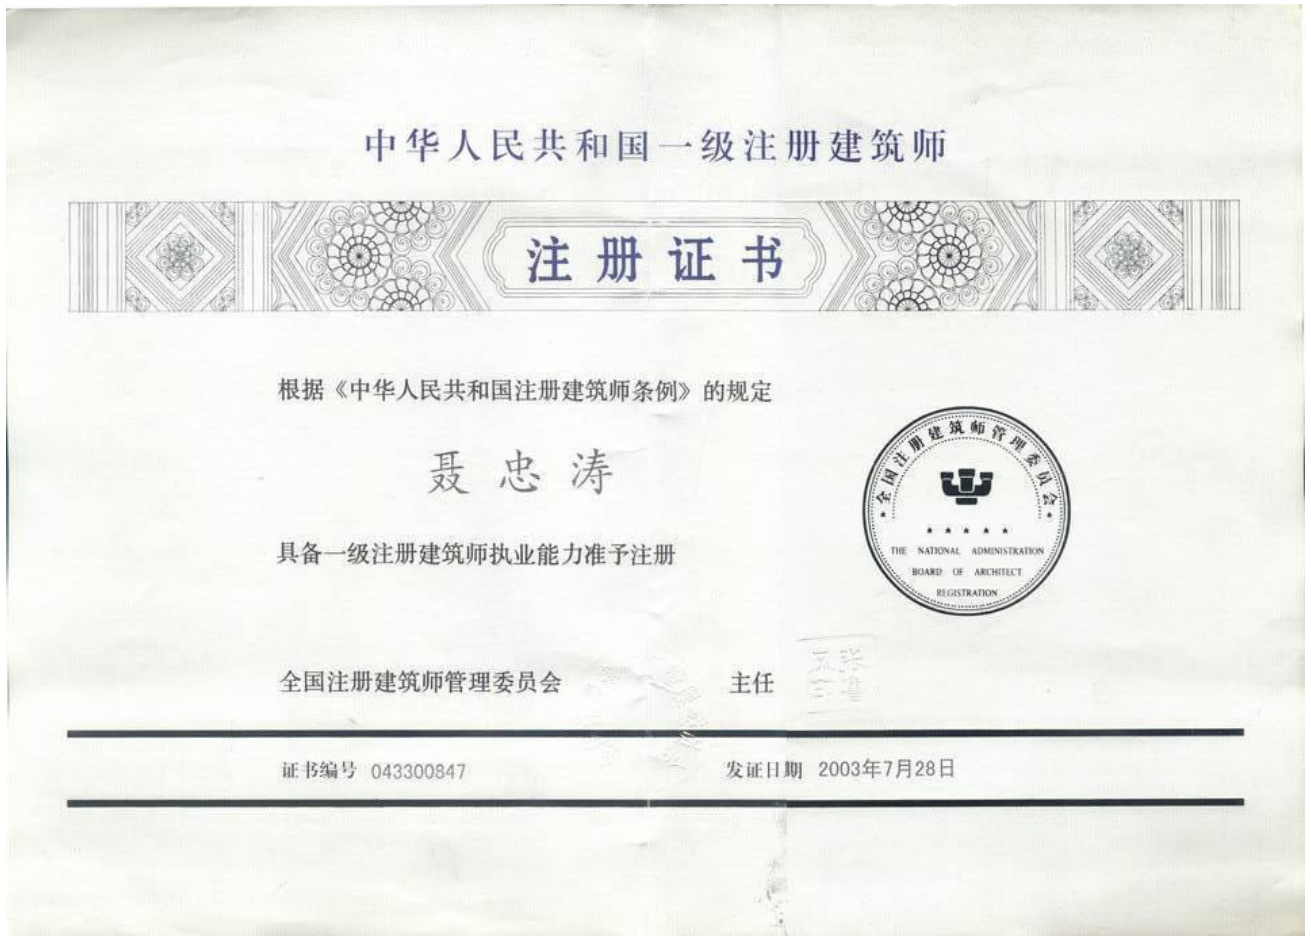 中华人民共和国一级注册建筑师
注册证书
根据《中华人民共和国注册建筑师条例》的规定
聂忠涛
具备一级注册建筑师执业能力准予注册
全国注册建筑师管理委员会
THE NATIONAL ADMINISTRATION
BOARD OF ARCHITECT
REGISTRATION
全国注册建筑师管理委员会 主任
证书编号 043300847 发证日期 2003年7月28日